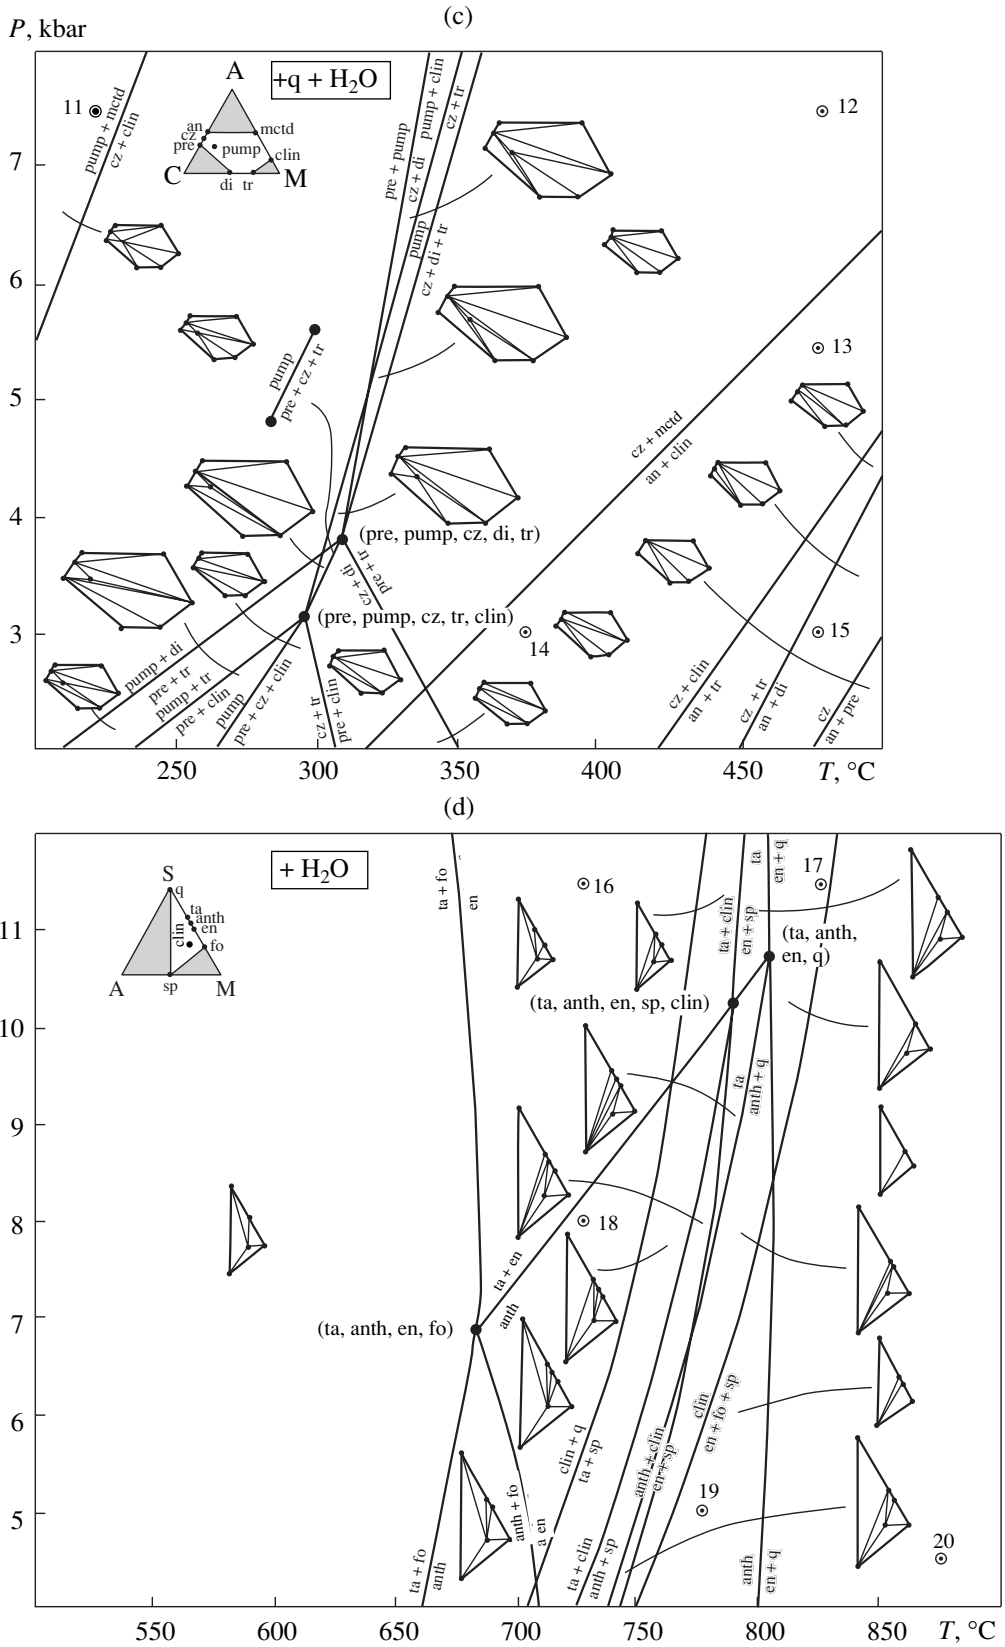 (c)
P, kbar
+q + H₂O
A
an
cz
pre
mctd
pump
clin
C
di
tr
M
11
pump + mctd
cz + clin
pre + pump
cz + di
pump + clin
cz + tr
pump
cz + di + tr
12
7
6
pump
pre + cz + tr
13
5
cz + mctd
an + clin
4
(pre, pump, cz, di, tr)
pre + tr
cz + di
(pre, pump, cz, tr, clin)
14
15
3
pump + di
pre + tr
pump + tr
pre + clin
pump
pre + cz + clin
cz + tr
pre + clin
cz + clin
an + tr
cz + tr
an + di
cz
an + pre
250
300
350
400
450
T, °C
(d)
+ H₂O
S
q
ta
anth
en
clin
fo
A
sp
M
ta + fo
en
16
ta + clin
en + sp
ta
en + q
17
11
(ta, anth,
en, q)
(ta, anth, en, sp, clin)
10
ta
anth + q
9
8
18
ta + en
anth
7
(ta, anth, en, fo)
6
clin + q
ta + sp
clin
en + fo + sp
anth + clin
en + sp
19
5
ta + fo
anth
anth + fo
a en
ta + clin
anth + sp
anth
en + q
20
550
600
650
700
750
800
850
T, °C